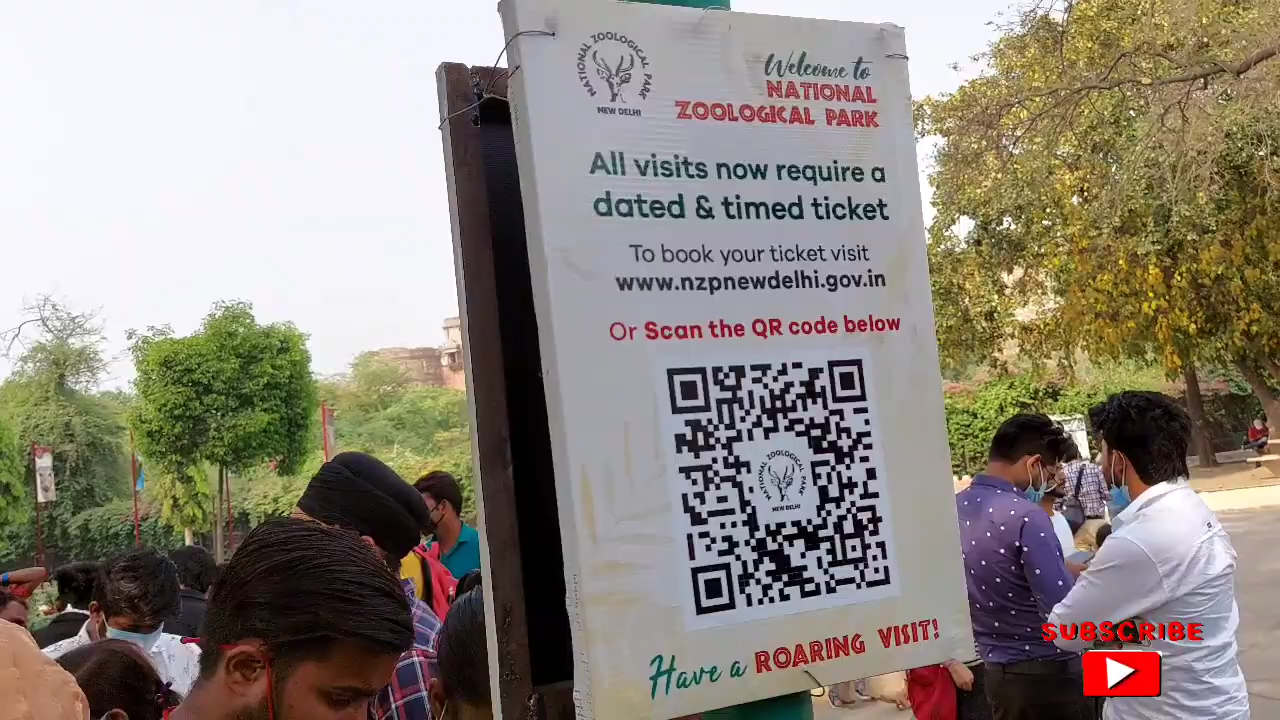 NATIONAL ZOOLOGICAL PARK
NEW DELHI
Welcome to
NATIONAL
ZOOLOGICAL PARK
All visits now require a
dated & timed ticket
To book your ticket visit
www.nzpnewdelhi.gov.in
Or Scan the QR code below
NATIONAL ZOOLOGICAL PARK
NEW DELHI
Have a ROARING VISIT!
SUBSCRIBE